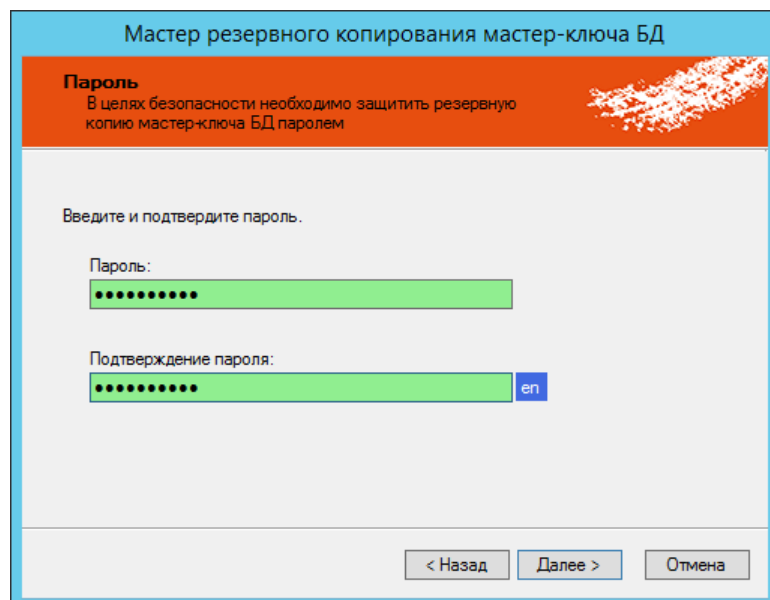 Мастер резервного копирования мастер-ключа БД
Пароль
В целях безопасности необходимо защитить резервную
копию мастер-ключа БД паролем
Введите и подтвердите пароль.
Пароль:
●●●●●●●●●●
Подтверждение пароля:
●●●●●●●●●●
en
< Назад
Далее >
Отмена